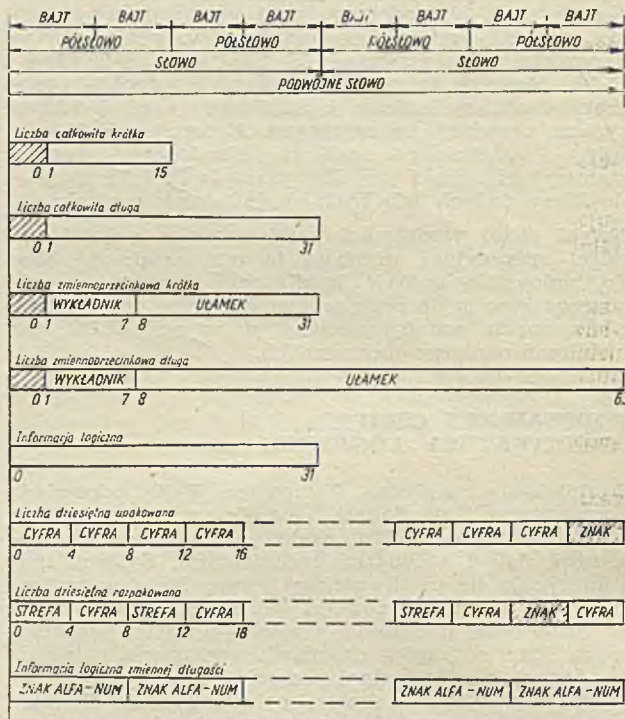 BAJT BAJT BAJT BAJT BAJT BAJT BAJT BAJT
PÓŁSŁOWO PÓŁSŁOWO PÓŁSŁOWO PÓŁSŁOWO
SŁOWO SŁOWO
PODWÓJNE SŁOWO
Liczba całkowita krótka
0 1 15
Liczba całkowita długa
0 1 31
Liczba zmiennoprzecinkowa krótka
WYKŁADNIK UŁAMEK
0 1 7 8 31
Liczba zmiennoprzecinkowa długa
WYKŁADNIK UŁAMEK
0 1 7 8
Informacja logiczna
0 31
Liczba dziesiętna upakowana
CYFRA CYFRA CYFRA CYFRA CYFRA CYFRA CYFRA ZNAK
0 4 8 12 16
Liczba dziesiętna rozpakowana
STREFA CYFRA STREFA CYFRA STREFA CYFRA ZNAK CYFRA
0 4 8 12 16
Informacja logiczna zmiennej długości
ZNAK ALFA-NUM ZNAK ALFA-NUM ZNAK ALFA-NUM ZNAK ALFA-NUM